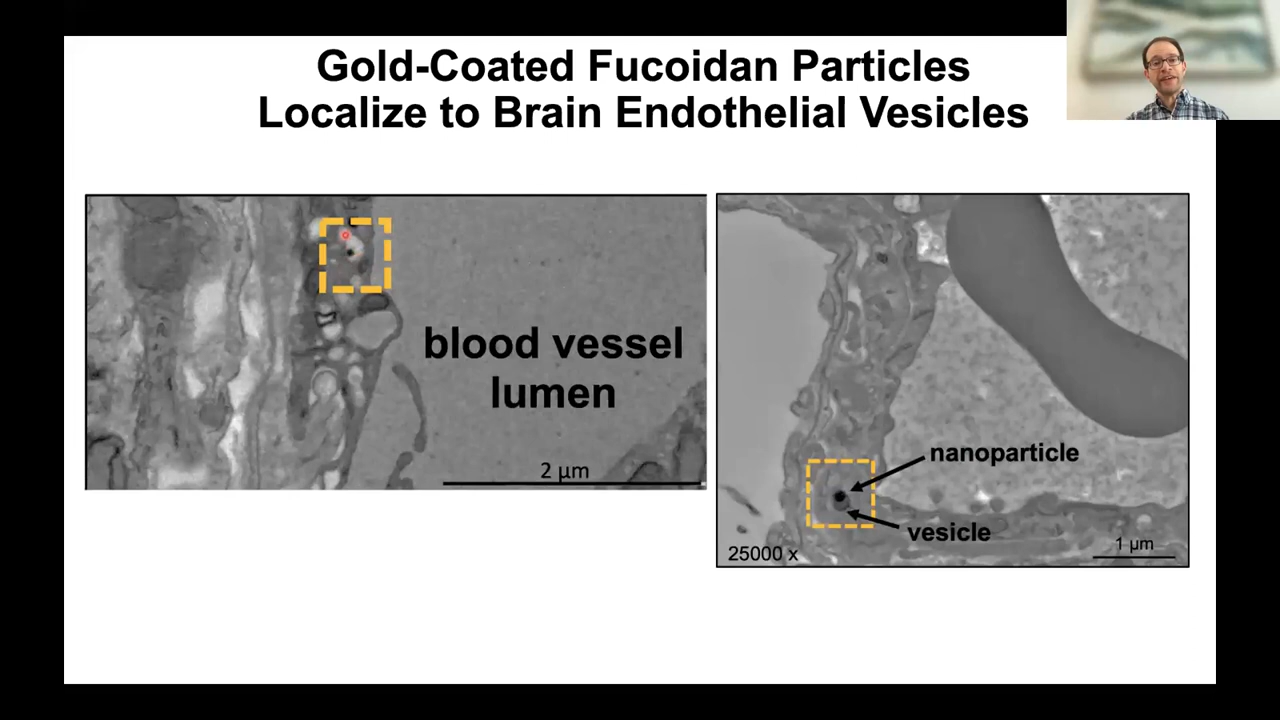 Gold-Coated Fucoidan Particles
Localize to Brain Endothelial Vesicles
blood vessel
lumen
2 µm
nanoparticle
vesicle
25000 x
1 µm